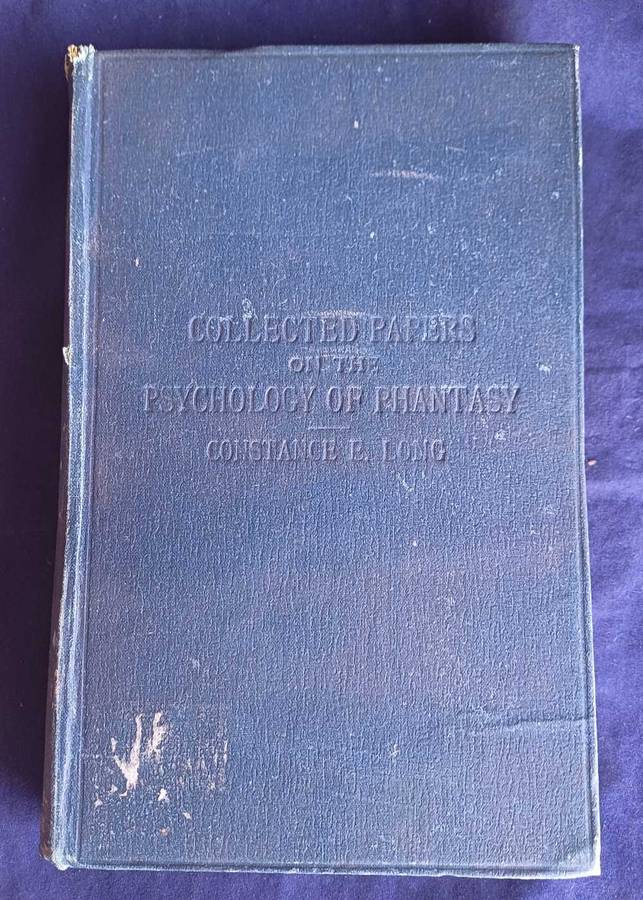 COLLECTED PAPERS
ON THE
PSYCHOLOGY OF PHANTASY
CONSTANCE E. LONG